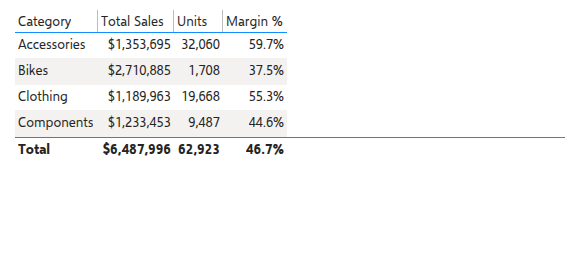 Category Total Sales Units Margin %
Accessories $1,353,695 32,060 59.7%
Bikes $2,710,885 1,708 37.5%
Clothing $1,189,963 19,668 55.3%
Components $1,233,453 9,487 44.6%
Total $6,487,996 62,923 46.7%